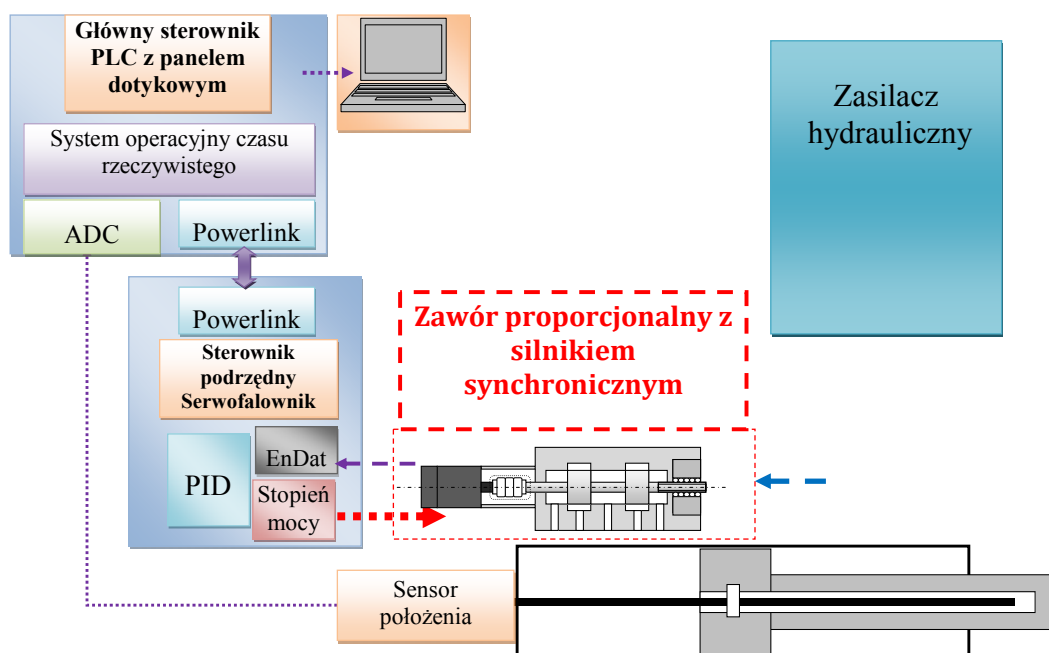 Główny sterownik
PLC z panelem
dotykowym
System operacyjny czasu
rzeczywistego
ADC
Powerlink
Zasilacz
hydrauliczny
Powerlink
Sterownik
podrzędny
Serwofalownik
PID
EnDat
Stopień
mocy
Zawór proporcjonalny z
silnikiem
synchronicznym
Sensor
położenia